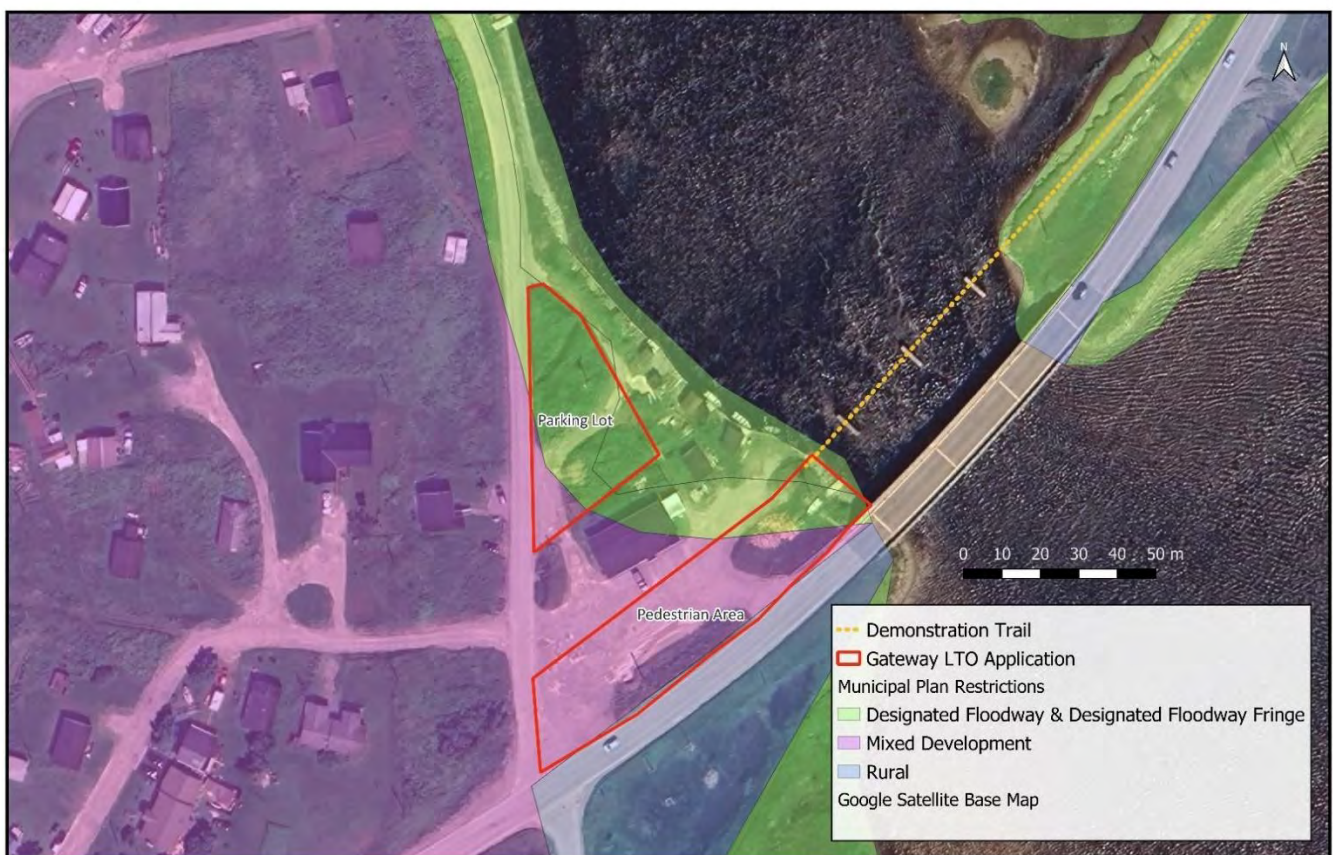 N
Parking Lot
Pedestrian Area
0 10 20 30 40 50 m
Demonstration Trail
Gateway LTO Application
Municipal Plan Restrictions
Designated Floodway & Designated Floodway Fringe
Mixed Development
Rural
Google Satellite Base Map